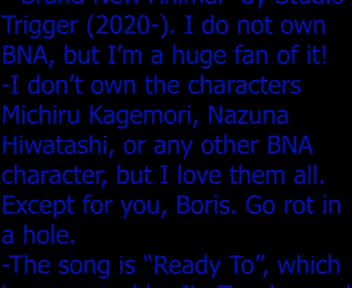 Trigger (2020-). I do not own
BNA, but I'm a huge fan of it!
-I don't own the characters
Michiru Kagemori, Nazuna
Hiwatashi, or any other BNA
character, but I love them all.
Except for you, Boris. Go rot in
a hole.
-The song is “Ready To”, which